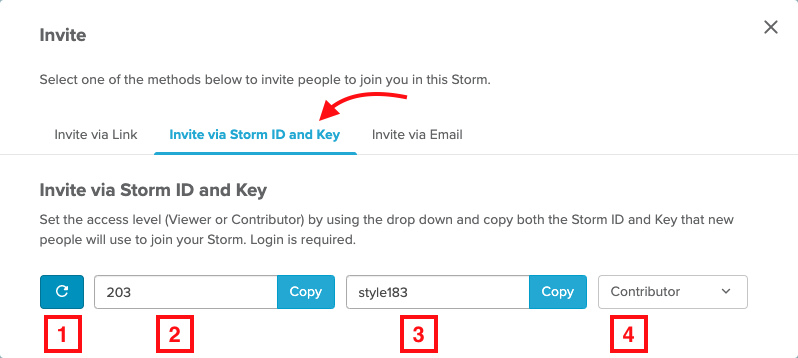 Invite
Select one of the methods below to invite people to join you in this Storm.
Invite via Link Invite via Storm ID and Key Invite via Email
Invite via Storm ID and Key
Set the access level (Viewer or Contributor) by using the drop down and copy both the Storm ID and Key that new
people will use to join your Storm. Login is required.
203 Copy style183 Copy Contributor
1 2 3 4